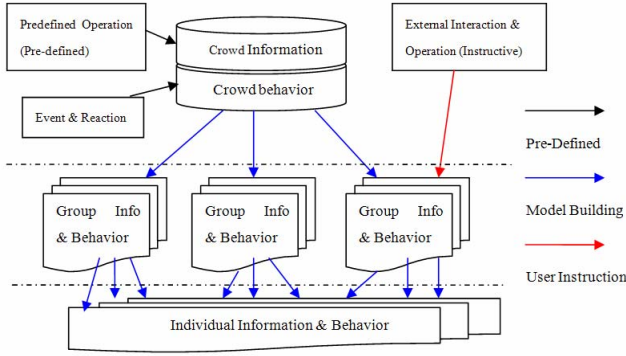 Predefined Operation
(Pre-defined)
Crowd Information
External Interaction &
Operation (Instructive)
Crowd behavior
Event & Reaction
Pre-Defined
Group Info
& Behavior
Group Info
& Behavior
Group Info
& Behavior
Model Building
User Instruction
Individual Information & Behavior